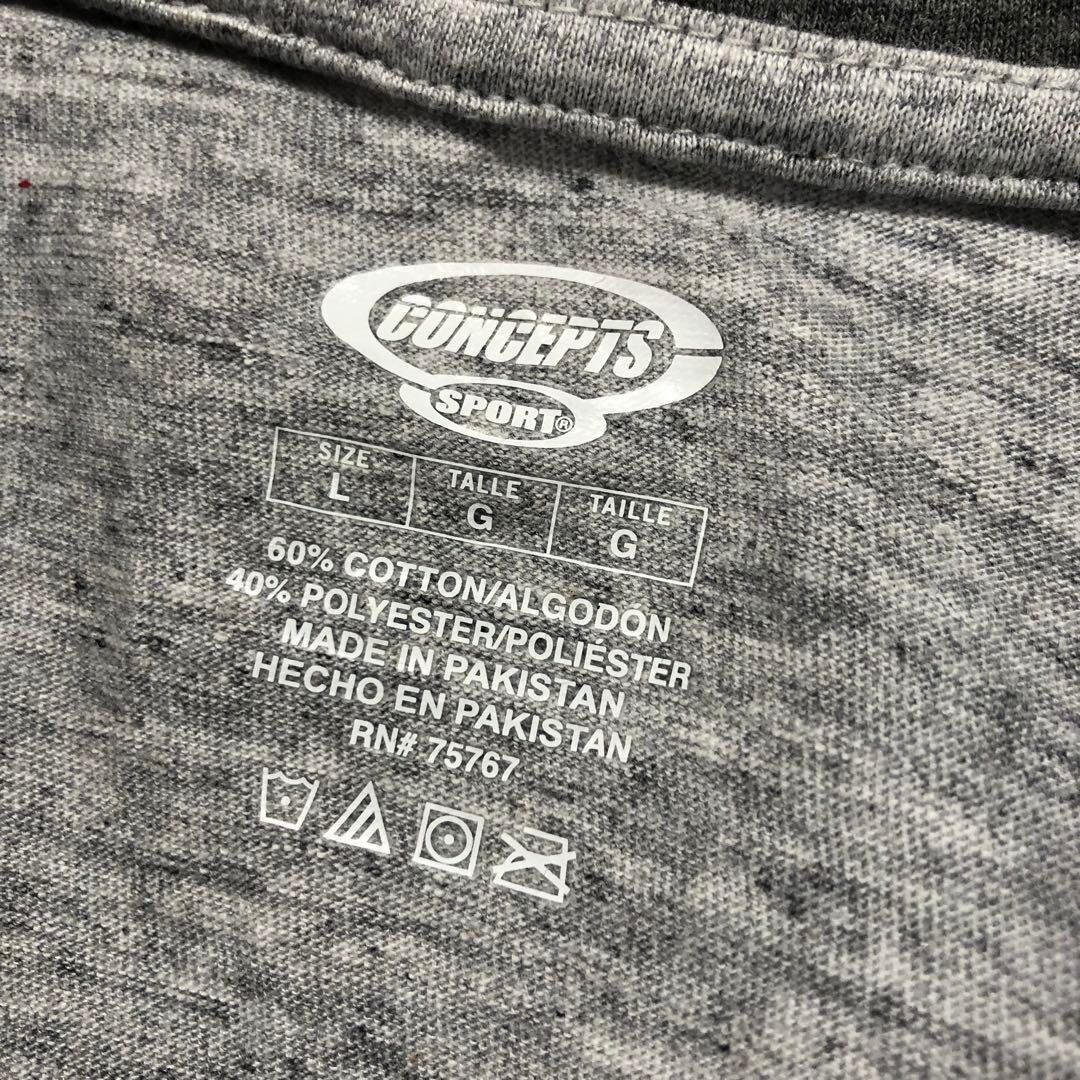 CONCEPTS
SPORT®
SIZE TALLE TAILLE
L G G
60% COTTON/ALGODÓN
40% POLYESTER/POLIÉSTER
MADE IN PAKISTAN
HECHO EN PAKISTAN
RN# 75767